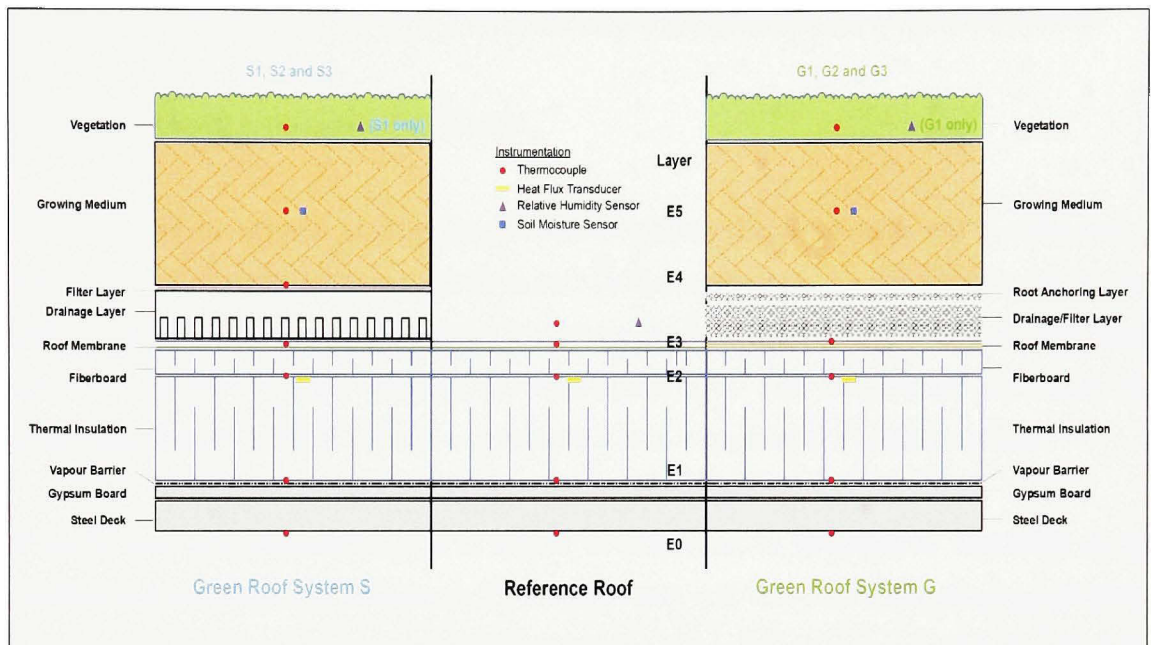 S1, S2 and S3
G1, G2 and G3
Vegetation
(S1 only)
(G1 only)
Vegetation
Instrumentation
Thermocouple
Heat Flux Transducer
Relative Humidity Sensor
Soil Moisture Sensor
Layer
Growing Medium
E5
Growing Medium
E4
Filter Layer
Root Anchoring Layer
Drainage Layer
Drainage/Filter Layer
E3
Roof Membrane
Roof Membrane
E2
Fiberboard
Fiberboard
Thermal Insulation
Thermal Insulation
E1
Vapour Barrier
Vapour Barrier
Gypsum Board
Gypsum Board
Steel Deck
Steel Deck
E0
Green Roof System S
Reference Roof
Green Roof System G